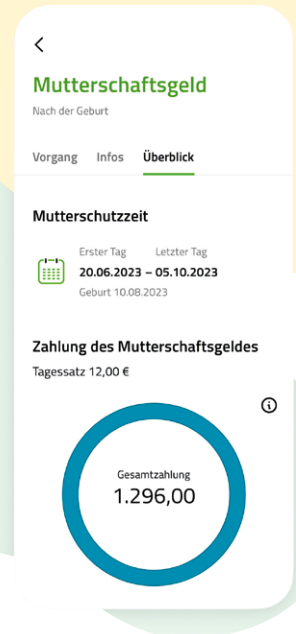 Mutterschaftsgeld
Nach der Geburt
Vorgang Infos Überblick
Mutterschutzzeit
Erster Tag Letzter Tag
20.06.2023 – 05.10.2023
Geburt 10.08.2023
Zahlung des Mutterschaftsgeldes
Tagessatz 12,00 €
Gesamtzahlung
1.296,00